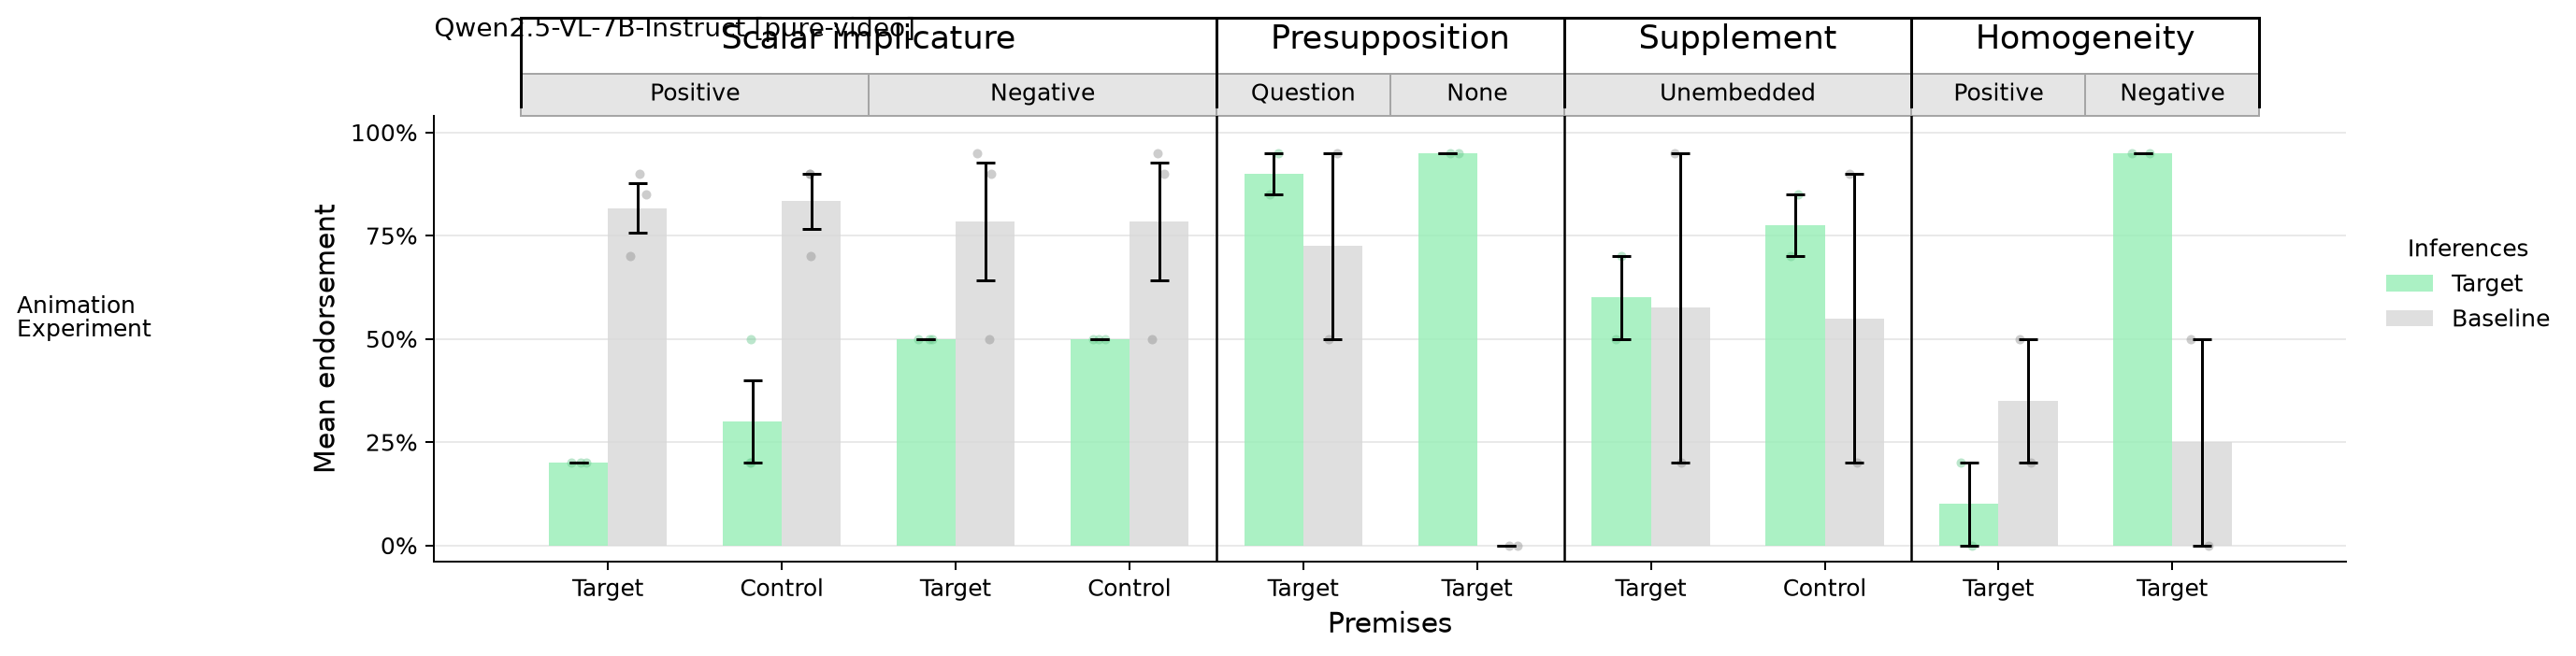 Qwen2.5-VL-7B-Instruct [pure-video]
Scalar implicature Presupposition Supplement Homogeneity
Positive Negative Question None Unembedded Positive Negative
100%
75%
50%
25%
0%
Mean endorsement
Animation
Experiment
Inferences
Target
Baseline
Target Control Target Control Target Target Target Control Target Target
Premises